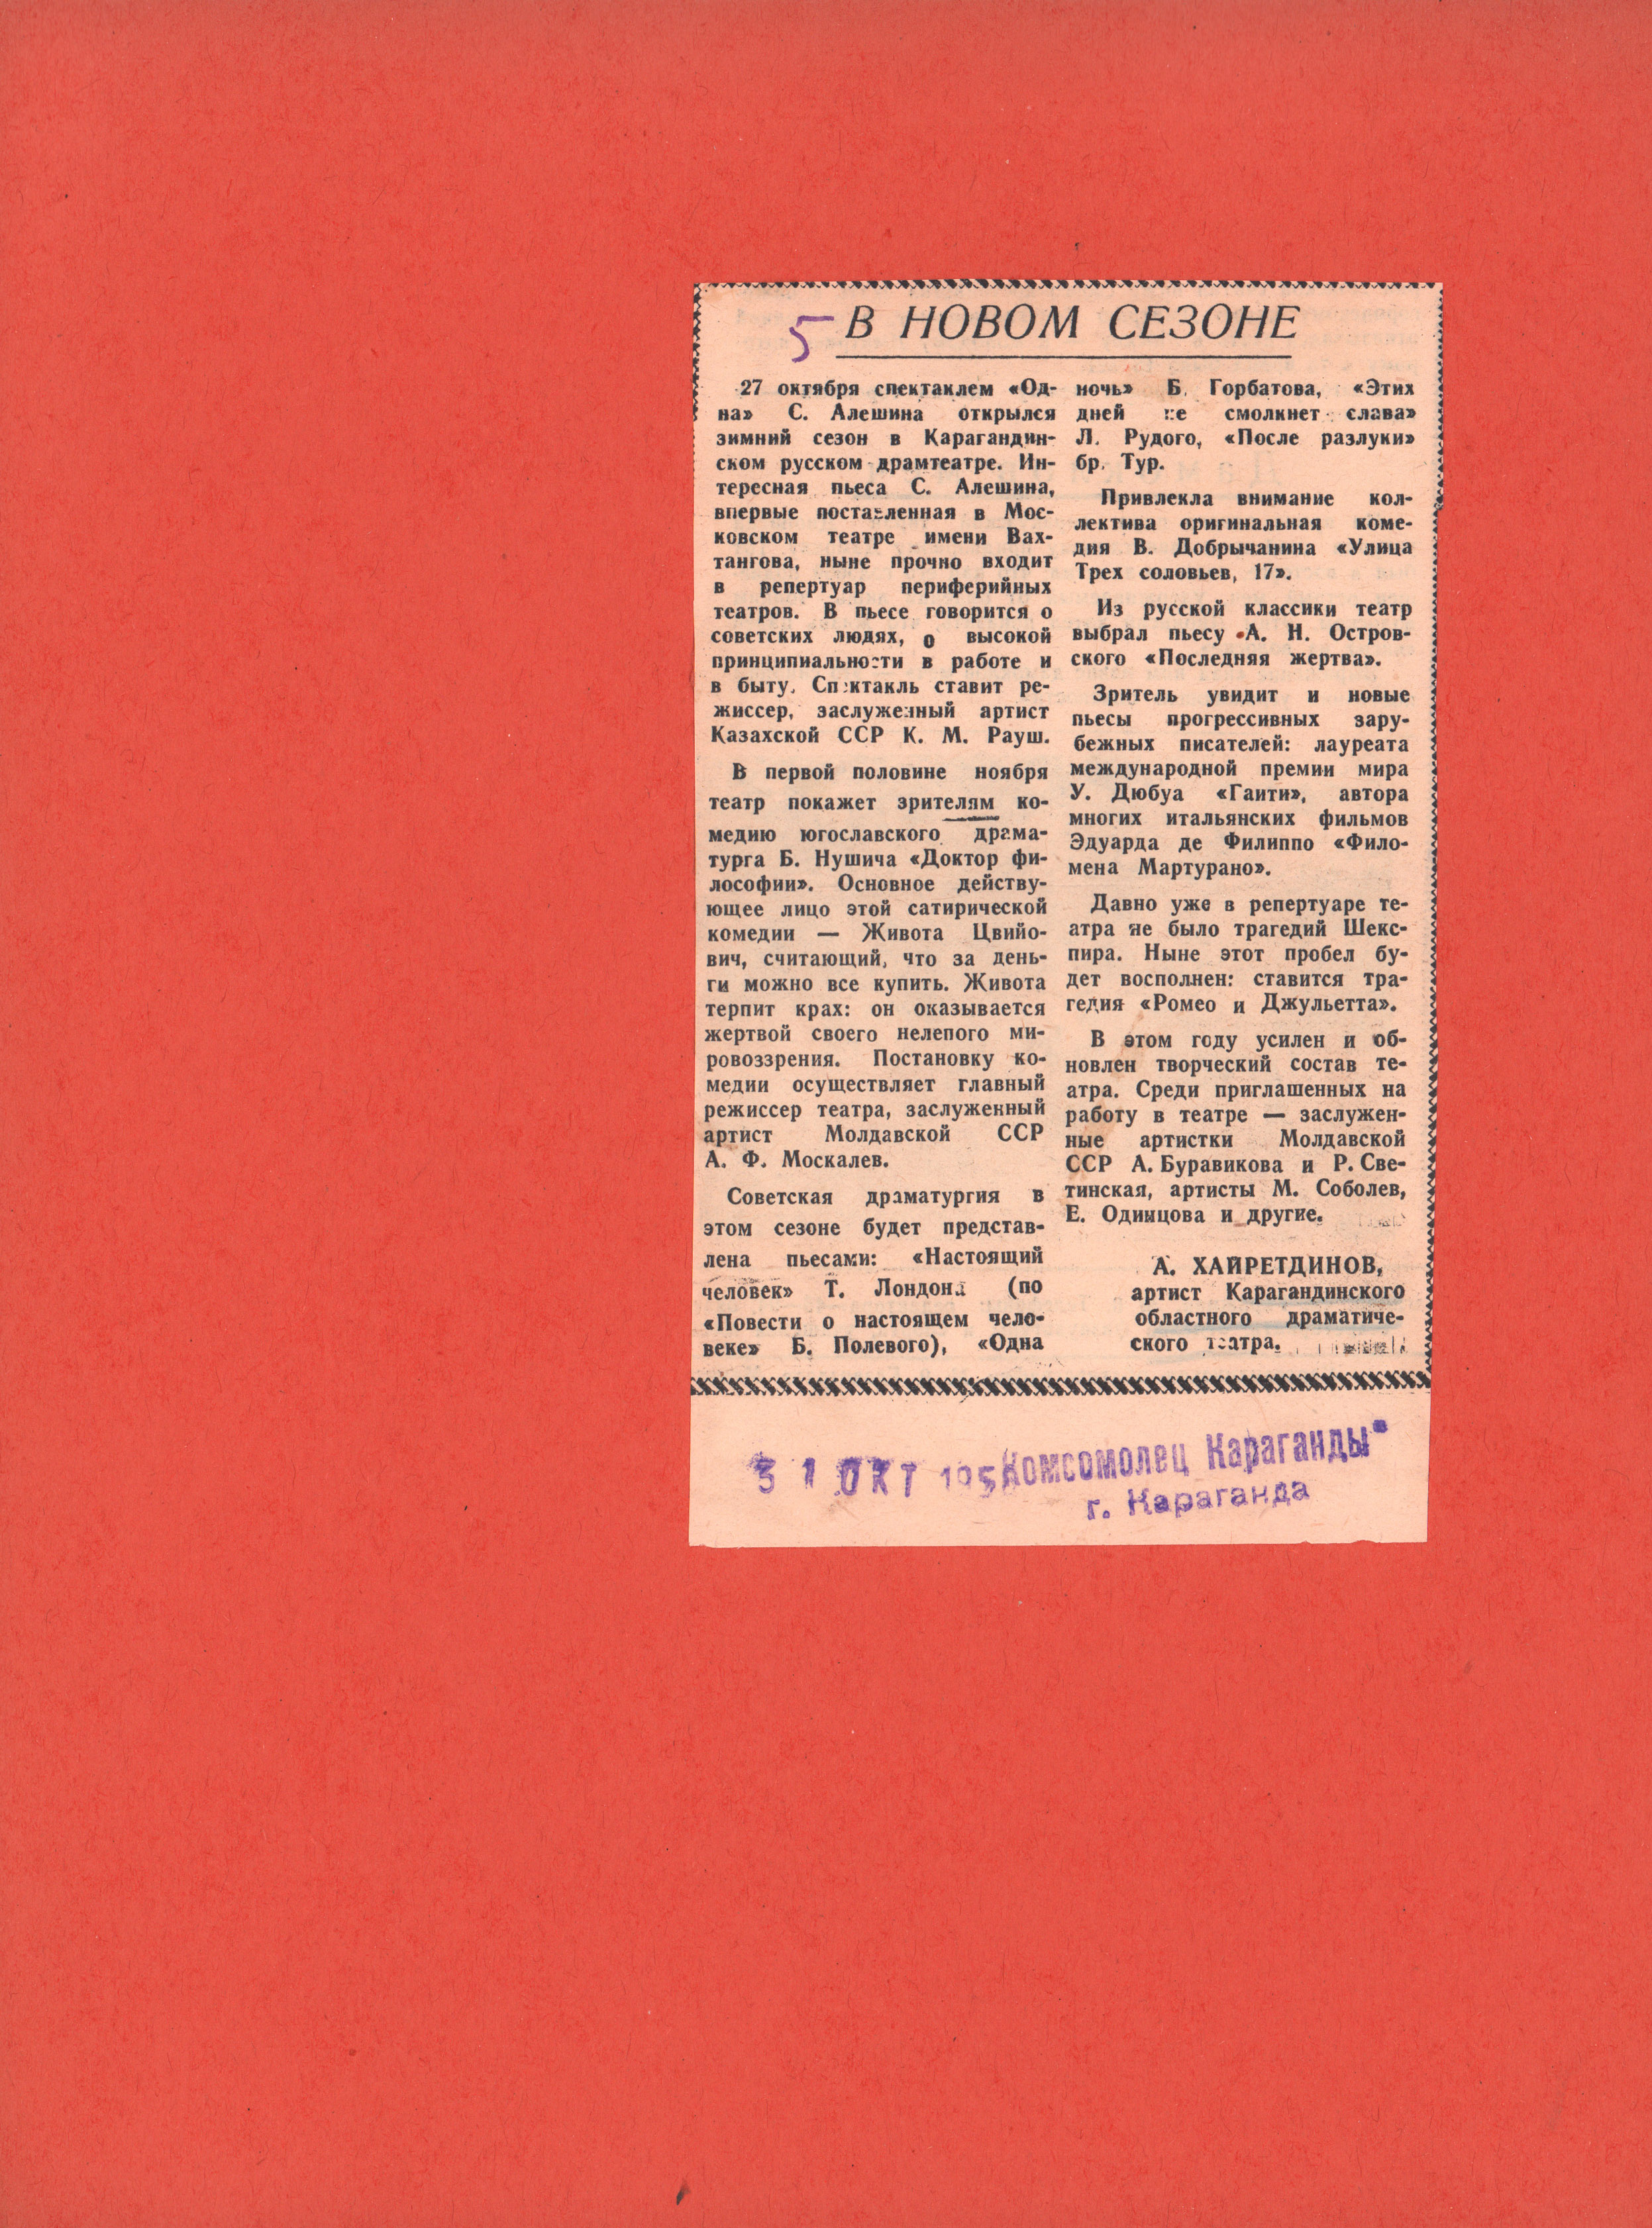 5
В НОВОМ СЕЗОНЕ
27 октября спектаклем «Од-
на» С. Алешина открылся
зимний сезон в Карагандин-
ском русском драмтеатре. Ин-
тересная пьеса С. Алешина,
впервые поставленная в Мос-
ковском театре имени Вах-
тангова, ныне прочно входит
в репертуар периферийных
театров. В пьесе говорится о
советских людях, о высокой
принципиальности в работе и
в быту. Спектакль ставит ре-
жиссер, заслуженный артист
Казахской ССР К. М. Рауш.
В первой половине ноября
театр покажет зрителям ко-
медию югославского драма-
турга Б. Нушича «Доктор фи-
лософии». Основное действу-
ющее лицо этой сатирической
комедии — Живота Цвийо-
вич, считающий, что за день-
ги можно все купить. Живота
терпит крах: он оказывается
жертвой своего нелепого ми-
ровоззрения. Постановку ко-
медии осуществляет главный
режиссер театра, заслуженный
артист Молдавской ССР
А. Ф. Москалев.
Советская драматургия в
этом сезоне будет представ-
лена пьесами: «Настоящий
человек» Т. Лондона (по
«Повести о настоящем чело-
веке» Б. Полевого), «Одна
ночь» Б. Горбатова, «Этих
дней не смолкнет слава»
Л. Рудого, «После разлуки»
бр. Тур.
Привлекла внимание кол-
лектива оригинальная коме-
дия В. Добрычанина «Улица
Трех соловьев, 17».
Из русской классики театр
выбрал пьесу А. Н. Остров-
ского «Последняя жертва».
Зритель увидит и новые
пьесы прогрессивных зару-
бежных писателей: лауреата
международной премии мира
У. Дюбуа «Гаити», автора
многих итальянских фильмов
Эдуарда де Филиппо «Фило-
мена Мартурано».
Давно уже в репертуаре те-
атра не было трагедий Шекс-
пира. Ныне этот пробел бу-
дет восполнен: ставится тра-
гедия «Ромео и Джульетта».
В этом году усилен и об-
новлен творческий состав те-
атра. Среди приглашенных на
работу в театре — заслужен-
ные артистки Молдавской
ССР А. Буравикова и Р. Све-
тинская, артисты М. Соболев,
Е. Одинцова и другие.
А. ХАЙРЕТДИНОВ,
артист Карагандинского
областного драматиче-
ского театра.
31 ОКТ
Комсомолец Караганды"
г. Караганда